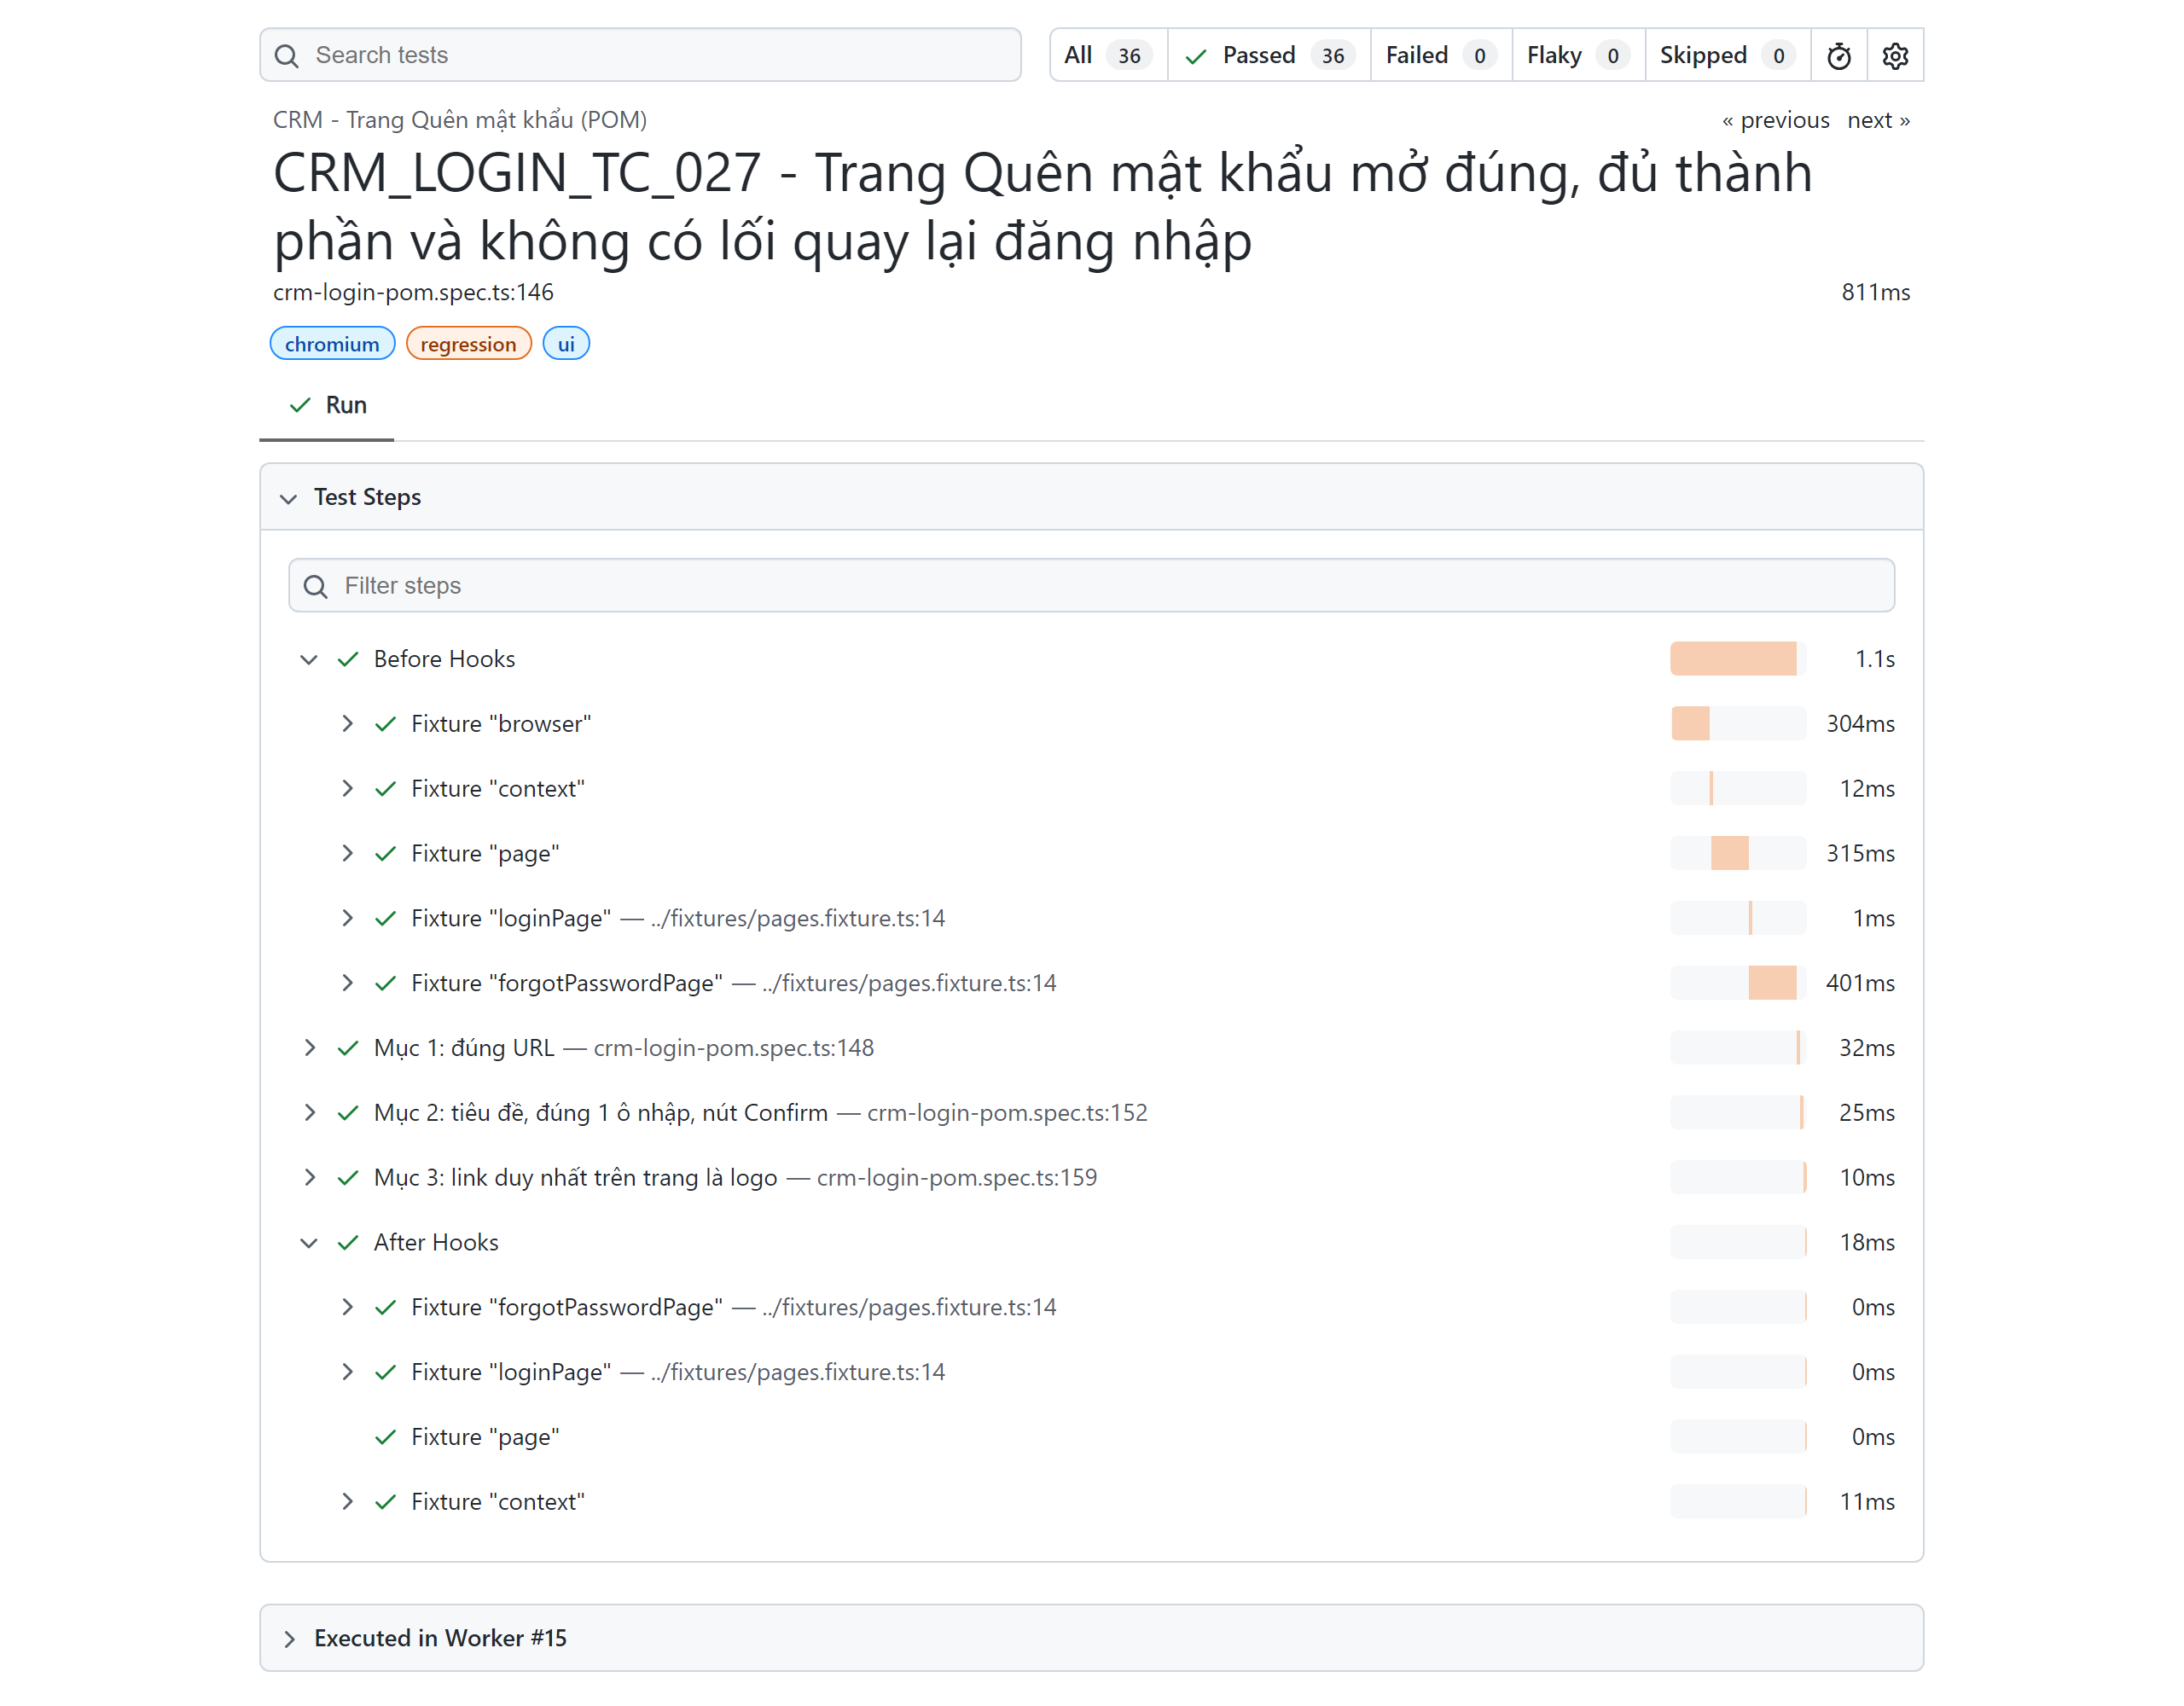 Search tests
All 36
Passed 36
Failed 0
Flaky 0
Skipped 0
CRM - Trang Quên mật khẩu (POM)
« previous next »
CRM_LOGIN_TC_027 - Trang Quên mật khẩu mở đúng, đủ thành
phần và không có lối quay lại đăng nhập
crm-login-pom.spec.ts:146
811ms
chromium regression ui
Run
Test Steps
Filter steps
Before Hooks 1.1s
Fixture "browser" 304ms
Fixture "context" 12ms
Fixture "page" 315ms
Fixture "loginPage" — ../fixtures/pages.fixture.ts:14 1ms
Fixture "forgotPasswordPage" — ../fixtures/pages.fixture.ts:14 401ms
Mục 1: đúng URL — crm-login-pom.spec.ts:148 32ms
Mục 2: tiêu đề, đúng 1 ô nhập, nút Confirm — crm-login-pom.spec.ts:152 25ms
Mục 3: link duy nhất trên trang là logo — crm-login-pom.spec.ts:159 10ms
After Hooks 18ms
Fixture "forgotPasswordPage" — ../fixtures/pages.fixture.ts:14 0ms
Fixture "loginPage" — ../fixtures/pages.fixture.ts:14 0ms
Fixture "page" 0ms
Fixture "context" 11ms
Executed in Worker #15